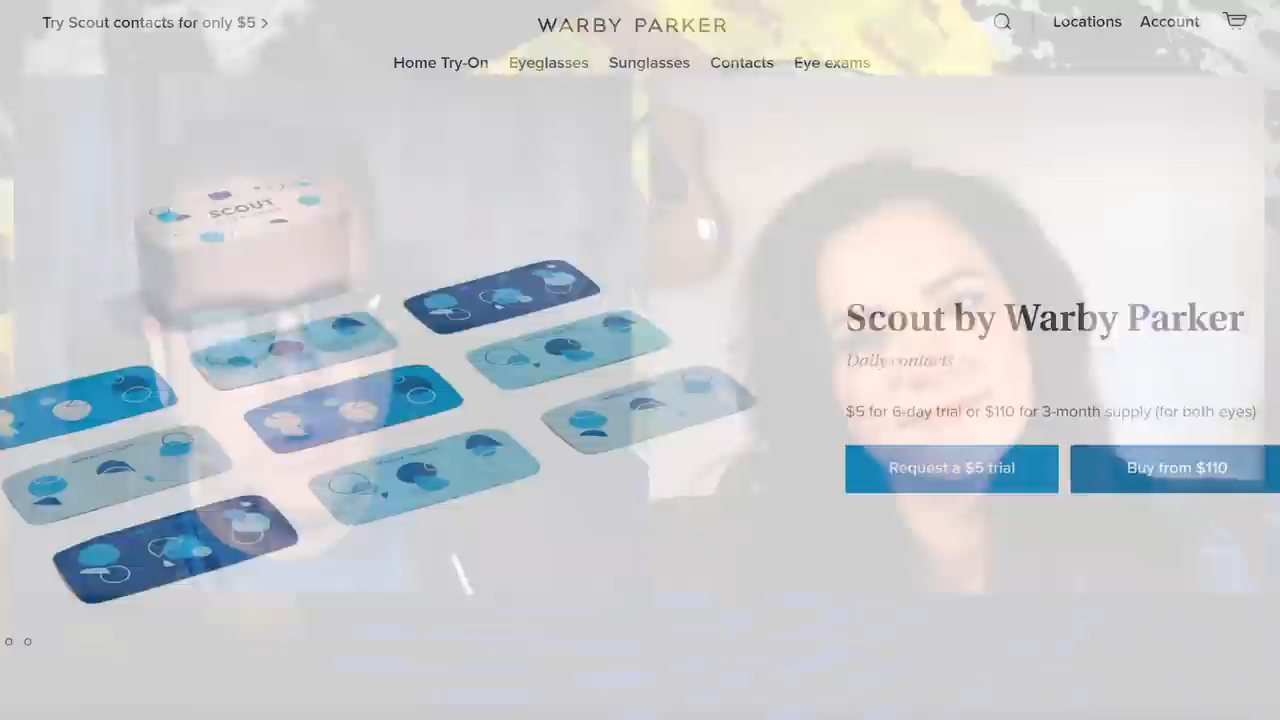 Try Scout contacts for only $5 >
WARBY PARKER
Locations Account
Home Try-On Eyeglasses Sunglasses Contacts Eye exams
SCOUT
Scout by Warby Parker
Daily contacts
$5 for 6-day trial or $110 for 3-month supply (for both eyes)
Request a $5 trial
Buy from $110